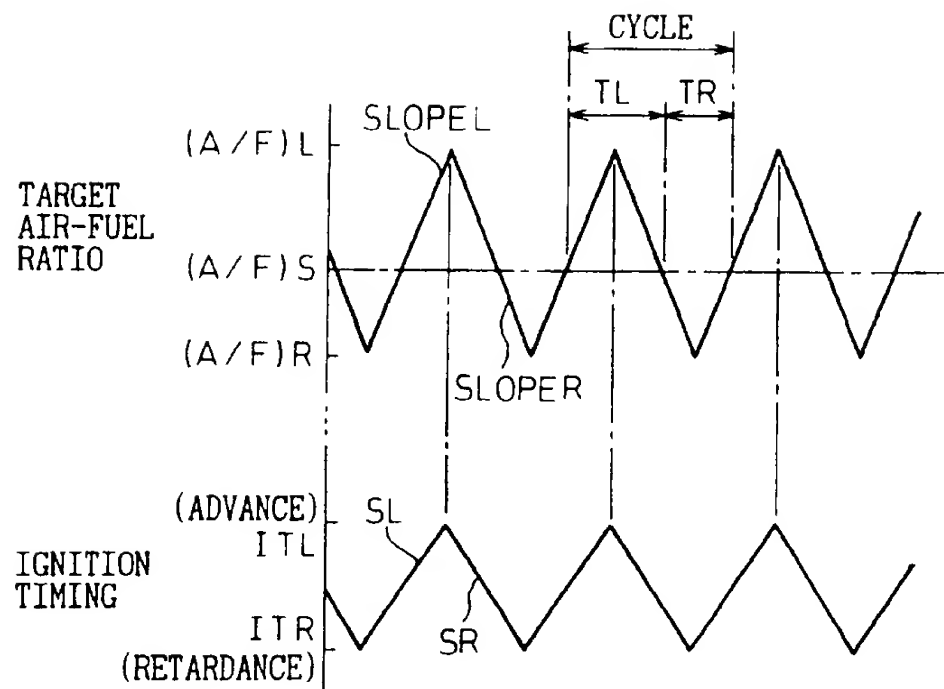 CYCLE
TL TR
SLOPEL
(A/F)L
TARGET
AIR-FUEL
RATIO
(A/F)S
(A/F)R
SLOPER
(ADVANCE)
SL
ITL
IGNITION
TIMING
ITR
SR
(RETARDANCE)